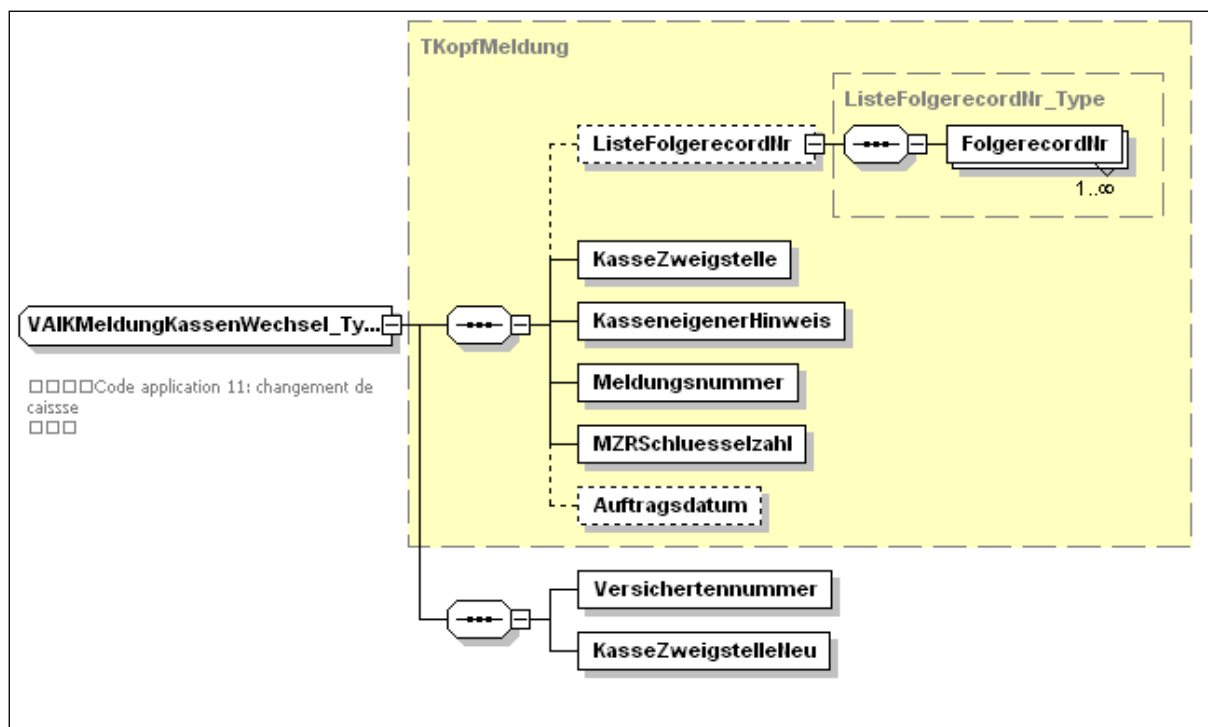 TKopfMeldung
ListeFolgerecordNr_Type
ListeFolgerecordNr
FolgerecordNr
1..∞
KasseZweigstelle
KasseneigenerHinweis
VAIKMeldungKassenWechsel_Ty...
Meldungsnummer
□□□□Code application 11: changement de
caissse
□□□
MZRSchluesselzahl
Auftragsdatum
Versichertennummer
KasseZweigstelleNeu